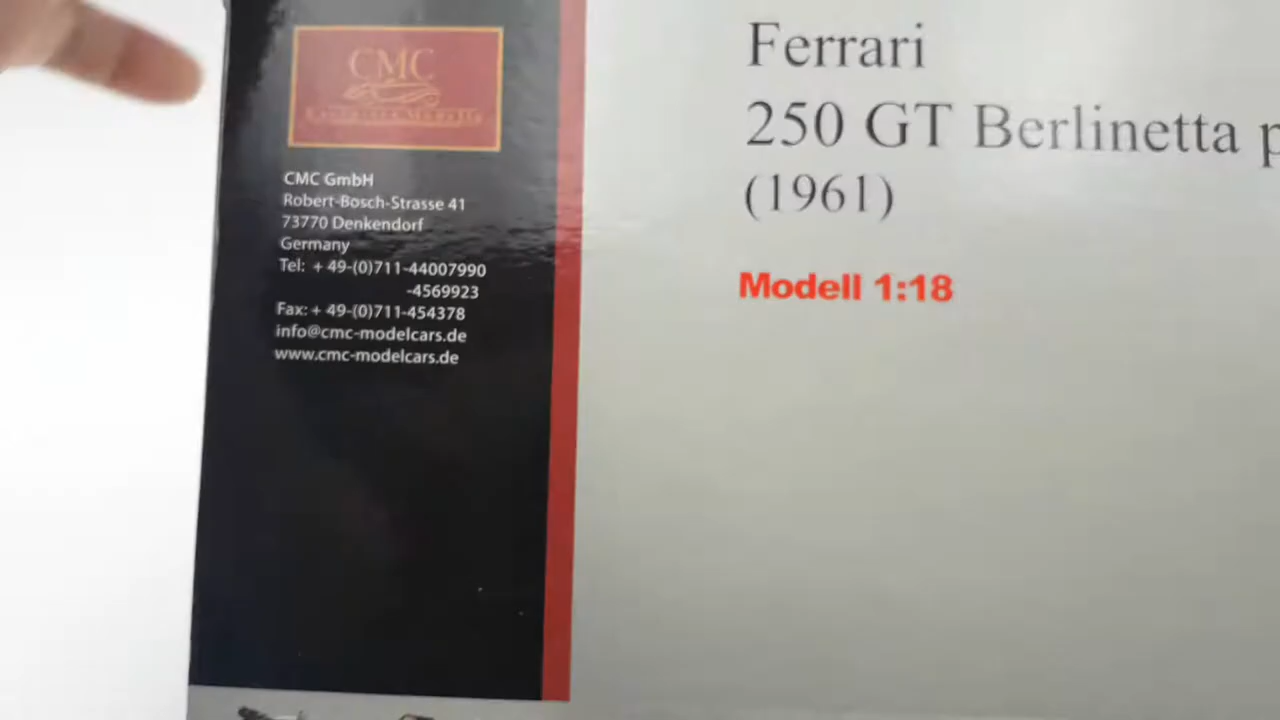 CMC
CMC GmbH
Robert-Bosch-Strasse 41
73770 Denkendorf
Germany
Tel: + 49-(0)711-44007990
-4569923
Fax: + 49-(0)711-454378
info@cmc-modelcars.de
www.cmc-modelcars.de
Ferrari
250 GT Berlinetta p
(1961)
Modell 1:18